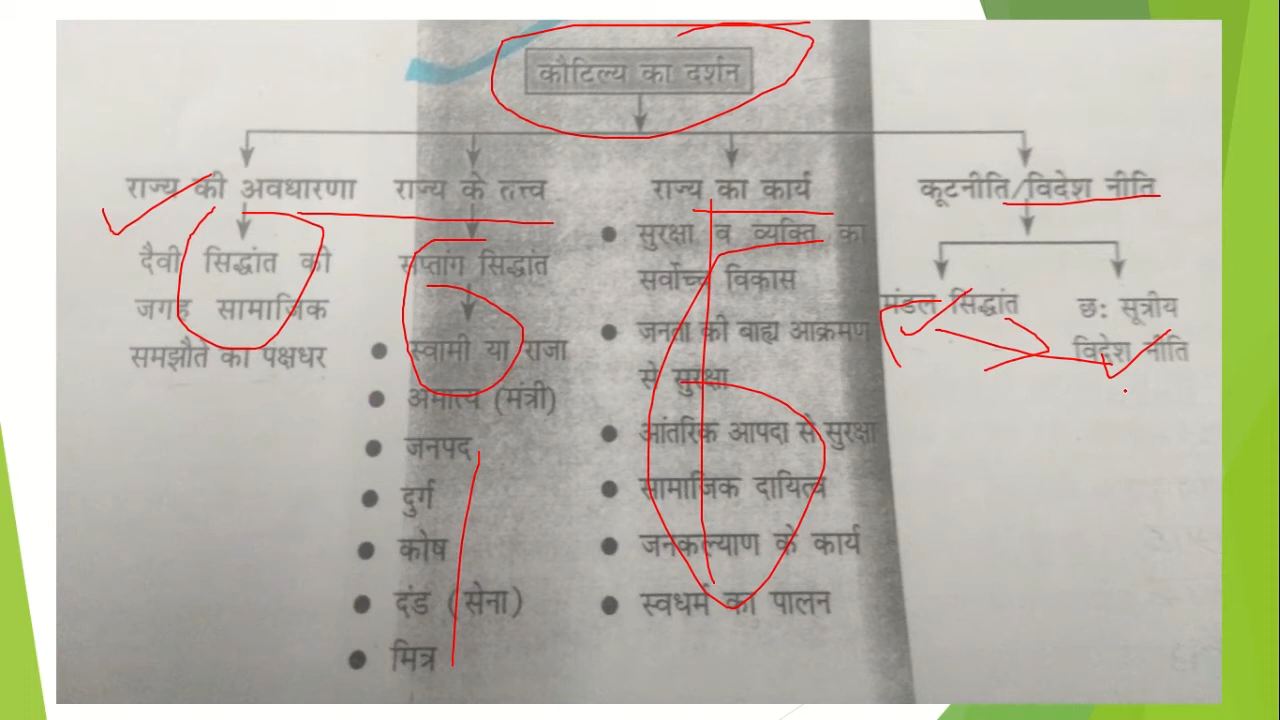 कौटिल्य का दर्शन
राज्य की अवधारणा
दैवी सिद्धांत की
जगह सामाजिक
समझौते का पक्षधर
राज्य के तत्त्व
सप्तांग सिद्धांत
● स्वामी या राजा
● अमात्य (मंत्री)
● जनपद
● दुर्ग
● कोष
● दंड (सेना)
● मित्र
राज्य का कार्य
● सुरक्षा व व्यक्ति का
सर्वोच्च विकास
● जनता की बाह्य आक्रमण
से सुरक्षा
● आंतरिक आपदा से सुरक्षा
● सामाजिक दायित्व
● जनकल्याण के कार्य
● स्वधर्म का पालन
कूटनीति/विदेश नीति
मंडल सिद्धांत
छः सूत्रीय
विदेश नीति